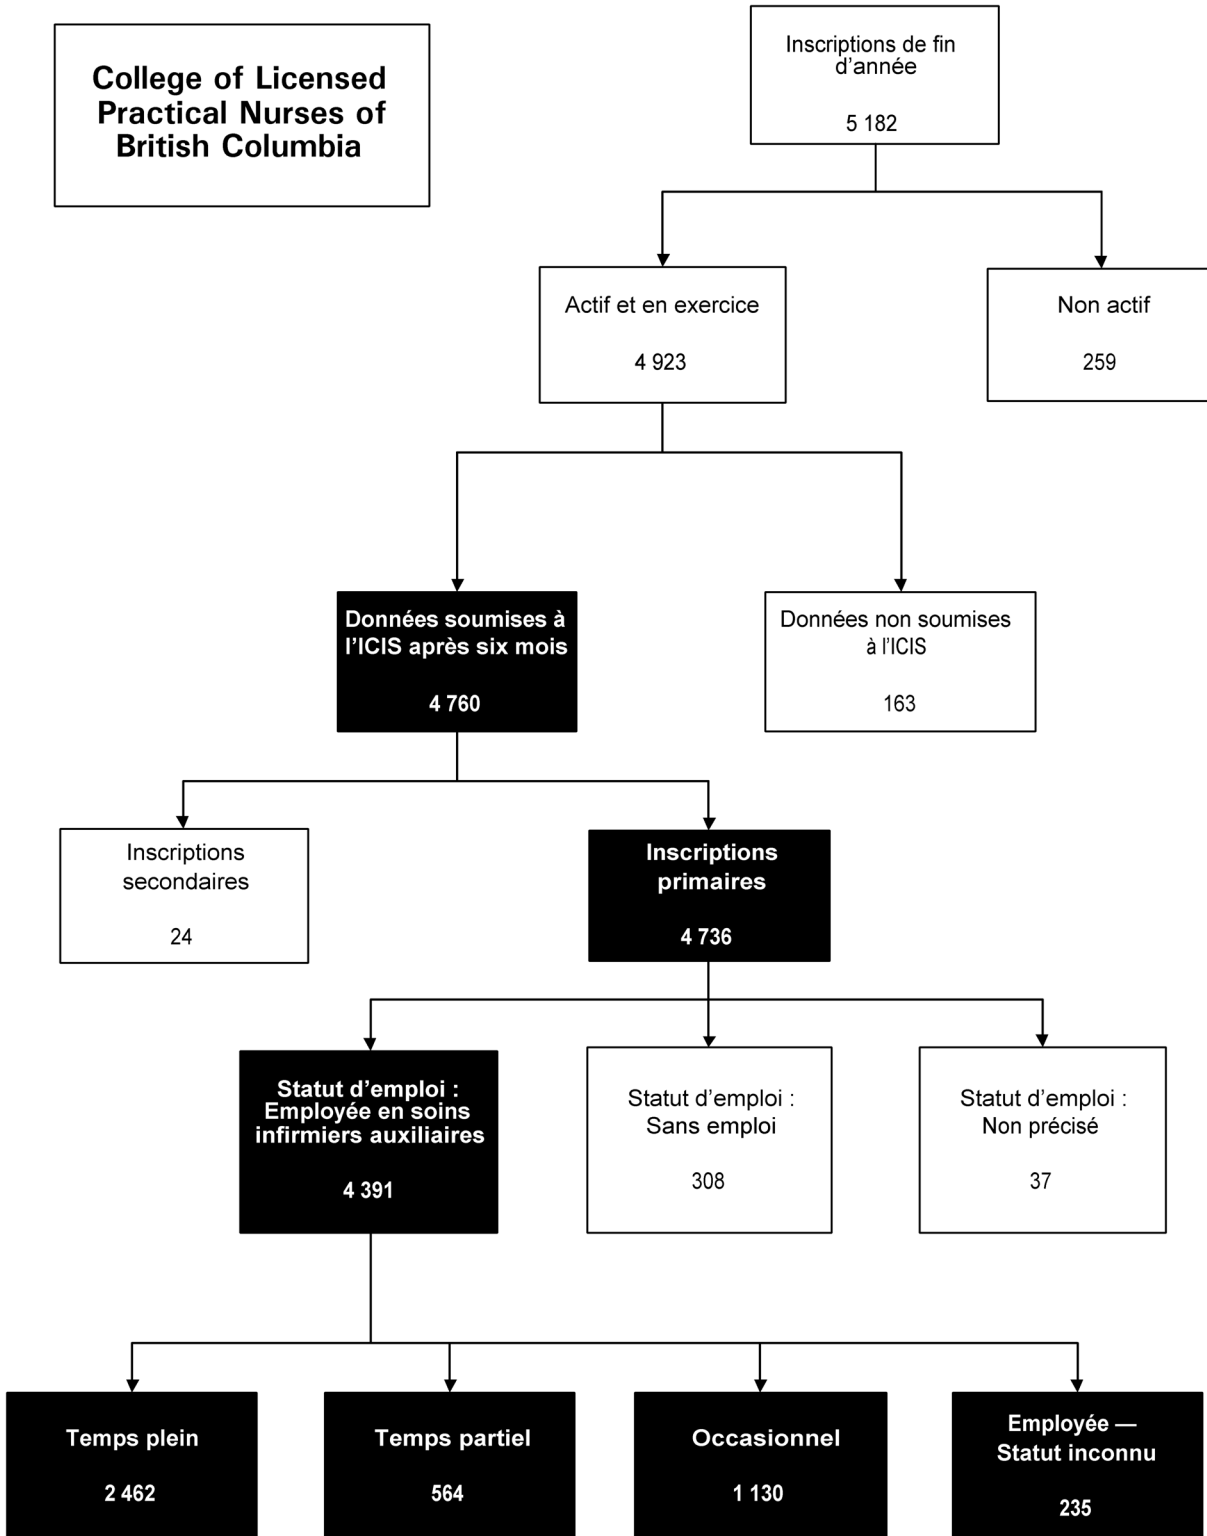 College of Licensed
Practical Nurses of
British Columbia
Inscriptions de fin
d’année
5 182
Actif et en exercice
4 923
Non actif
259
Données soumises à
l’ICIS après six mois
4 760
Données non soumises
à l’ICIS
163
Inscriptions
secondaires
24
Inscriptions
primaires
4 736
Statut d’emploi :
Employée en soins
infirmiers auxiliaires
4 391
Statut d’emploi :
Sans emploi
308
Statut d’emploi :
Non précisé
37
Temps plein
2 462
Temps partiel
564
Occasionnel
1 130
Employée —
Statut inconnu
235